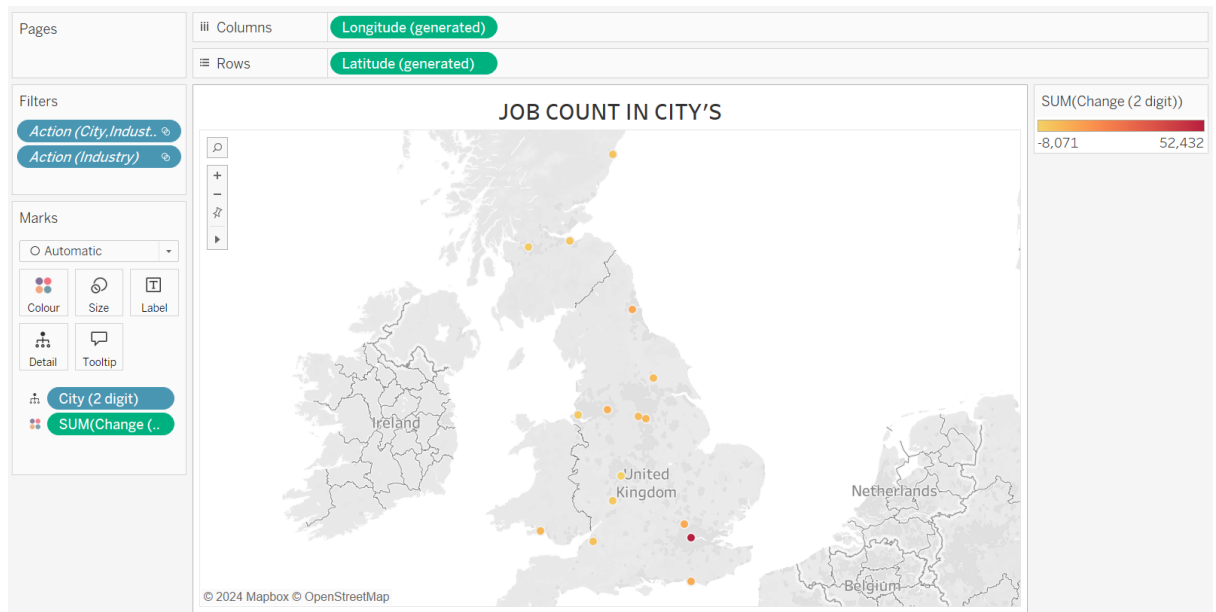 Pages
iii Columns
Longitude (generated)
Rows
Latitude (generated)
Filters
Action (City,Indust..
Action (Industry)
JOB COUNT IN CITY'S
SUM(Change (2 digit))
-8,071
52,432
Marks
Automatic
Colour
Size
Label
Detail
Tooltip
City (2 digit)
SUM(Change (..
Ireland
United
Kingdom
Netherlands
Belgium
© 2024 Mapbox © OpenStreetMap